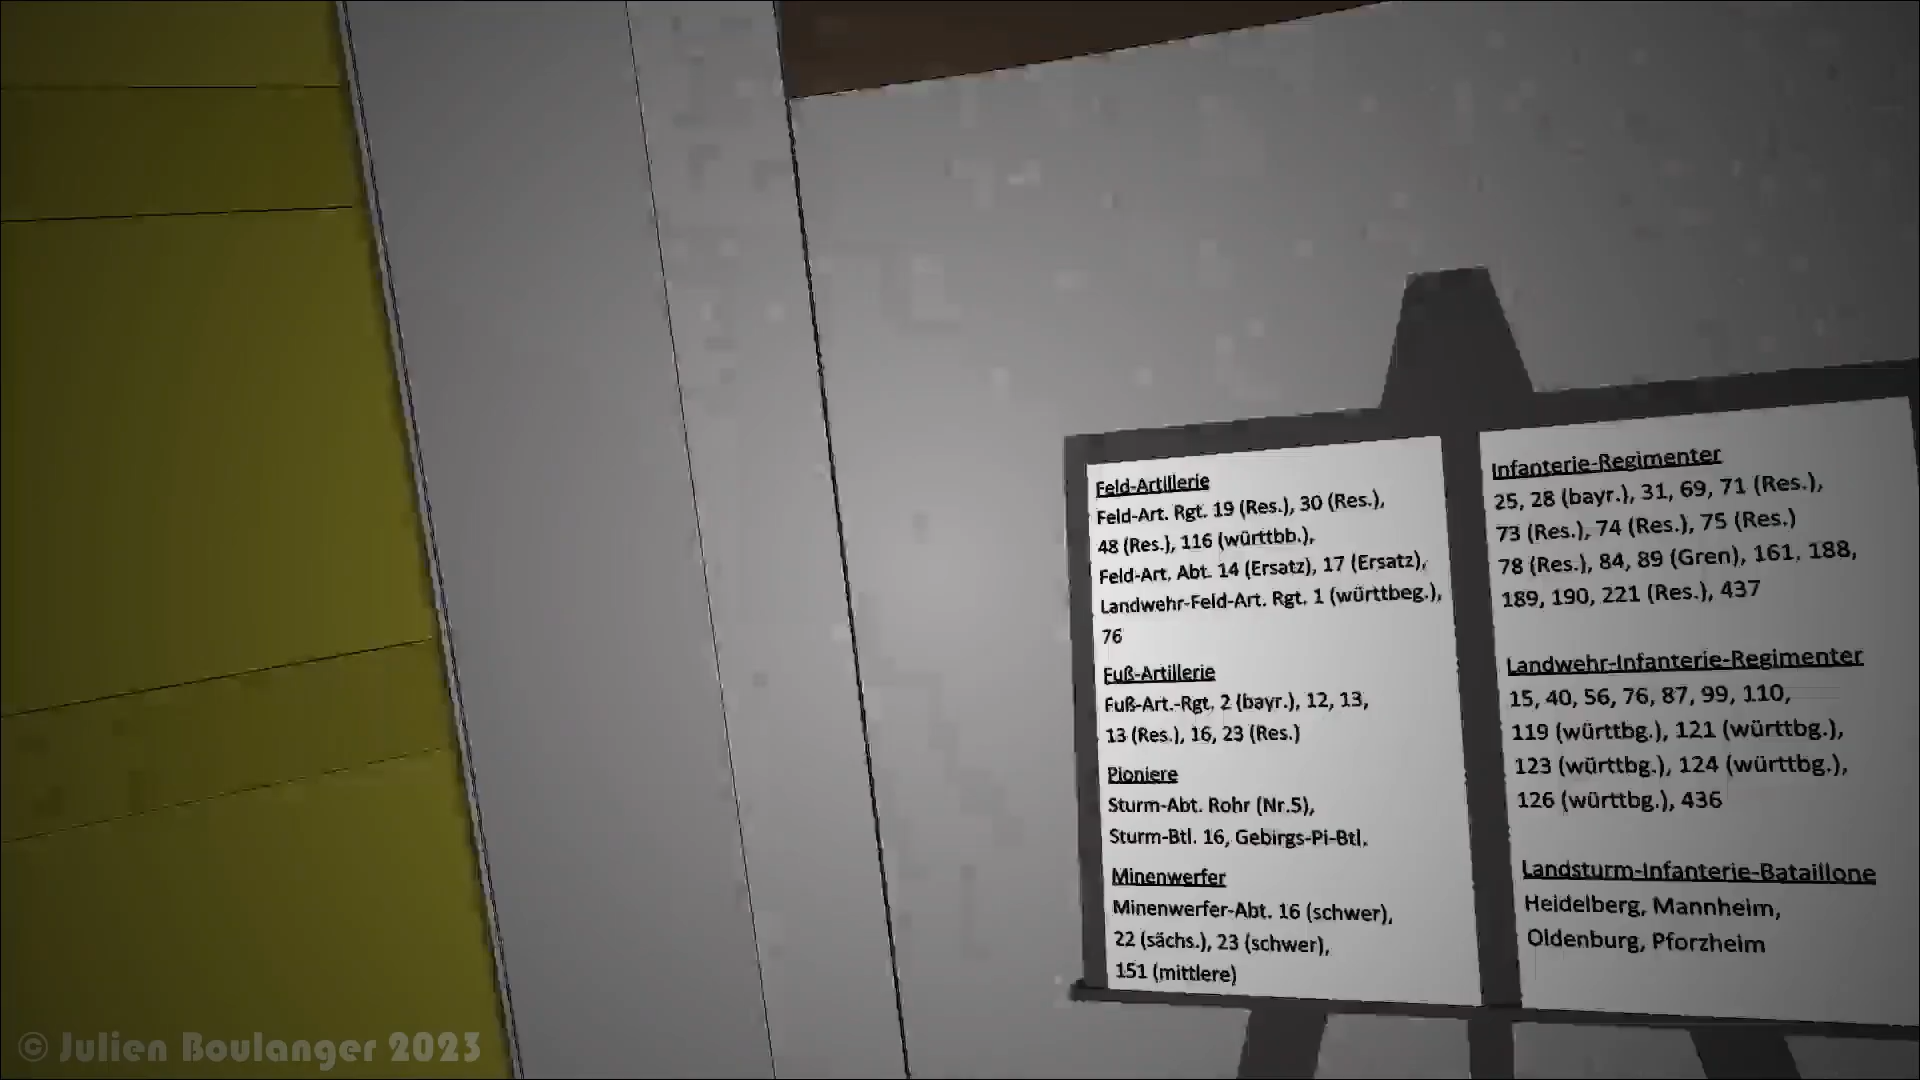 Feld-Artillerie
Feld-Art. Rgt. 19 (Res.), 30 (Res.),
48 (Res.), 116 (württbb.),
Feld-Art. Abt. 14 (Ersatz), 17 (Ersatz),
Landwehr-Feld-Art. Rgt. 1 (württbeg.),
76
Fuß-Artillerie
Fuß-Art.-Rgt. 2 (bayr.), 12, 13,
13 (Res.), 16, 23 (Res.)
Pioniere
Sturm-Abt. Rohr (Nr.5),
Sturm-Btl. 16, Gebirgs-Pi-Btl.
Minenwerfer
Minenwerfer-Abt. 16 (schwer),
22 (sächs.), 23 (schwer),
151 (mittlere)
Infanterie-Regimenter
25, 28 (bayr.), 31, 69, 71 (Res.),
73 (Res.), 74 (Res.), 75 (Res.)
78 (Res.), 84, 89 (Gren), 161, 188,
189, 190, 221 (Res.), 437
Landwehr-Infanterie-Regimenter
15, 40, 56, 76, 87, 99, 110,
119 (württbg.), 121 (württbg.),
123 (württbg.), 124 (württbg.),
126 (württbg.), 436
Landsturm-Infanterie-Bataillone
Heidelberg, Mannheim,
Oldenburg, Pforzheim
© Julien Boulanger 2023